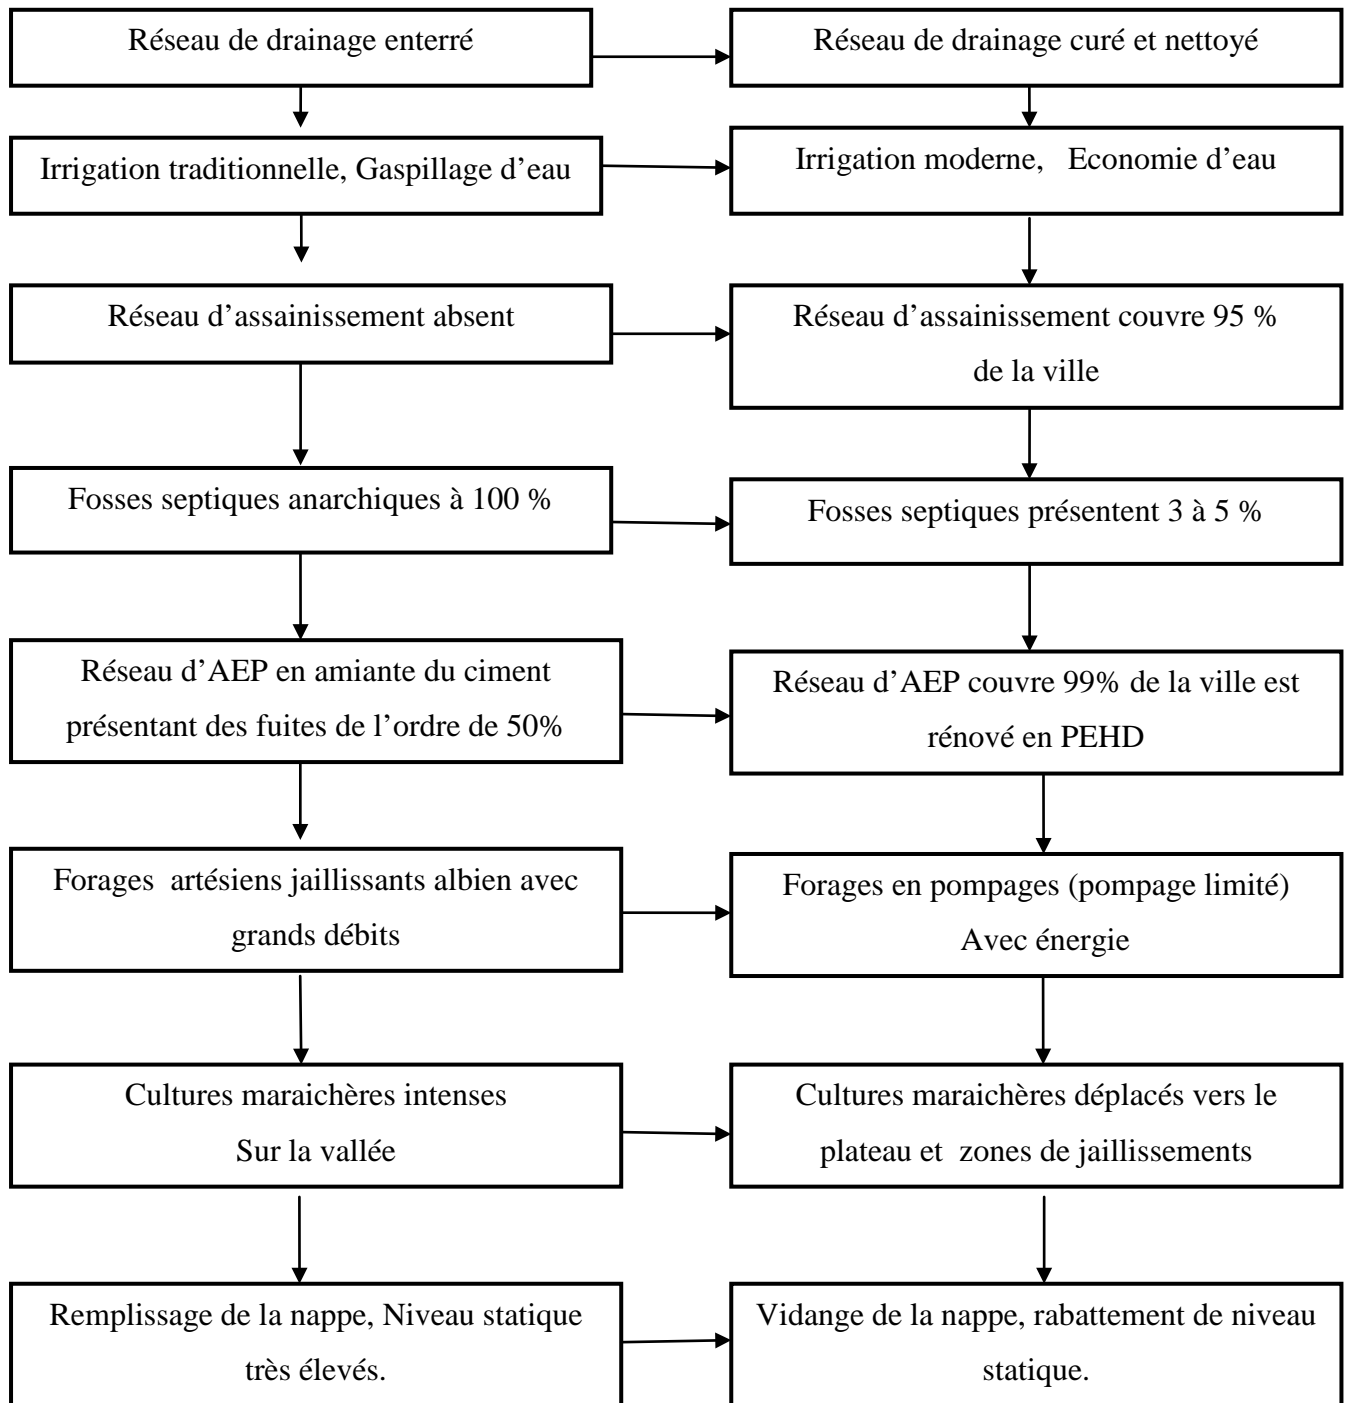 Réseau de drainage enterré
Réseau de drainage curé et nettoyé
Irrigation traditionnelle, Gaspillage d’eau
Irrigation moderne, Economie d’eau
Réseau d’assainissement absent
Réseau d’assainissement couvre 95 %
de la ville
Fosses septiques anarchiques à 100 %
Fosses septiques présentent 3 à 5 %
Réseau d’AEP en amiante du ciment
présentant des fuites de l’ordre de 50%
Réseau d’AEP couvre 99% de la ville est
rénové en PEHD
Forages artésiens jaillissants albien avec
grands débits
Forages en pompages (pompage limité)
Avec énergie
Cultures maraichères intenses
Sur la vallée
Cultures maraichères déplacés vers le
plateau et zones de jaillissements
Remplissage de la nappe, Niveau statique
très élevés.
Vidange de la nappe, rabattement de niveau
statique.